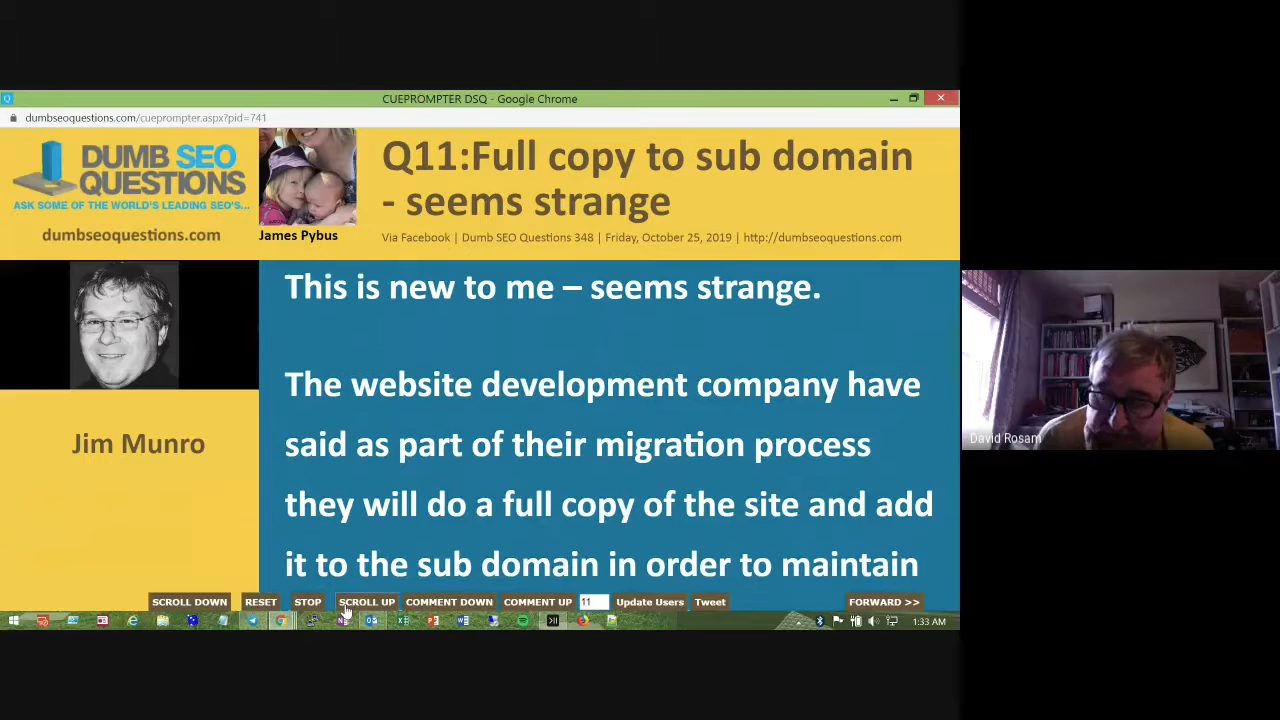 CUEPROMPTER DSQ - Google Chrome
dumbseoquestions.com/cueprompter.aspx?pid=741
DUMB SEO
QUESTIONS
ASK SOME OF THE WORLD'S LEADING SEO'S...
dumbseoquestions.com
James Pybus
Q11:Full copy to sub domain
- seems strange
Via Facebook | Dumb SEO Questions 348 | Friday, October 25, 2019 | http://dumbseoquestions.com
Jim Munro
This is new to me – seems strange.
The website development company have
said as part of their migration process
they will do a full copy of the site and add
it to the sub domain in order to maintain
David Rosam
SCROLL DOWN RESET STOP SCROLL UP COMMENT DOWN COMMENT UP 11 Update Users Tweet FORWARD >>
1:33 AM